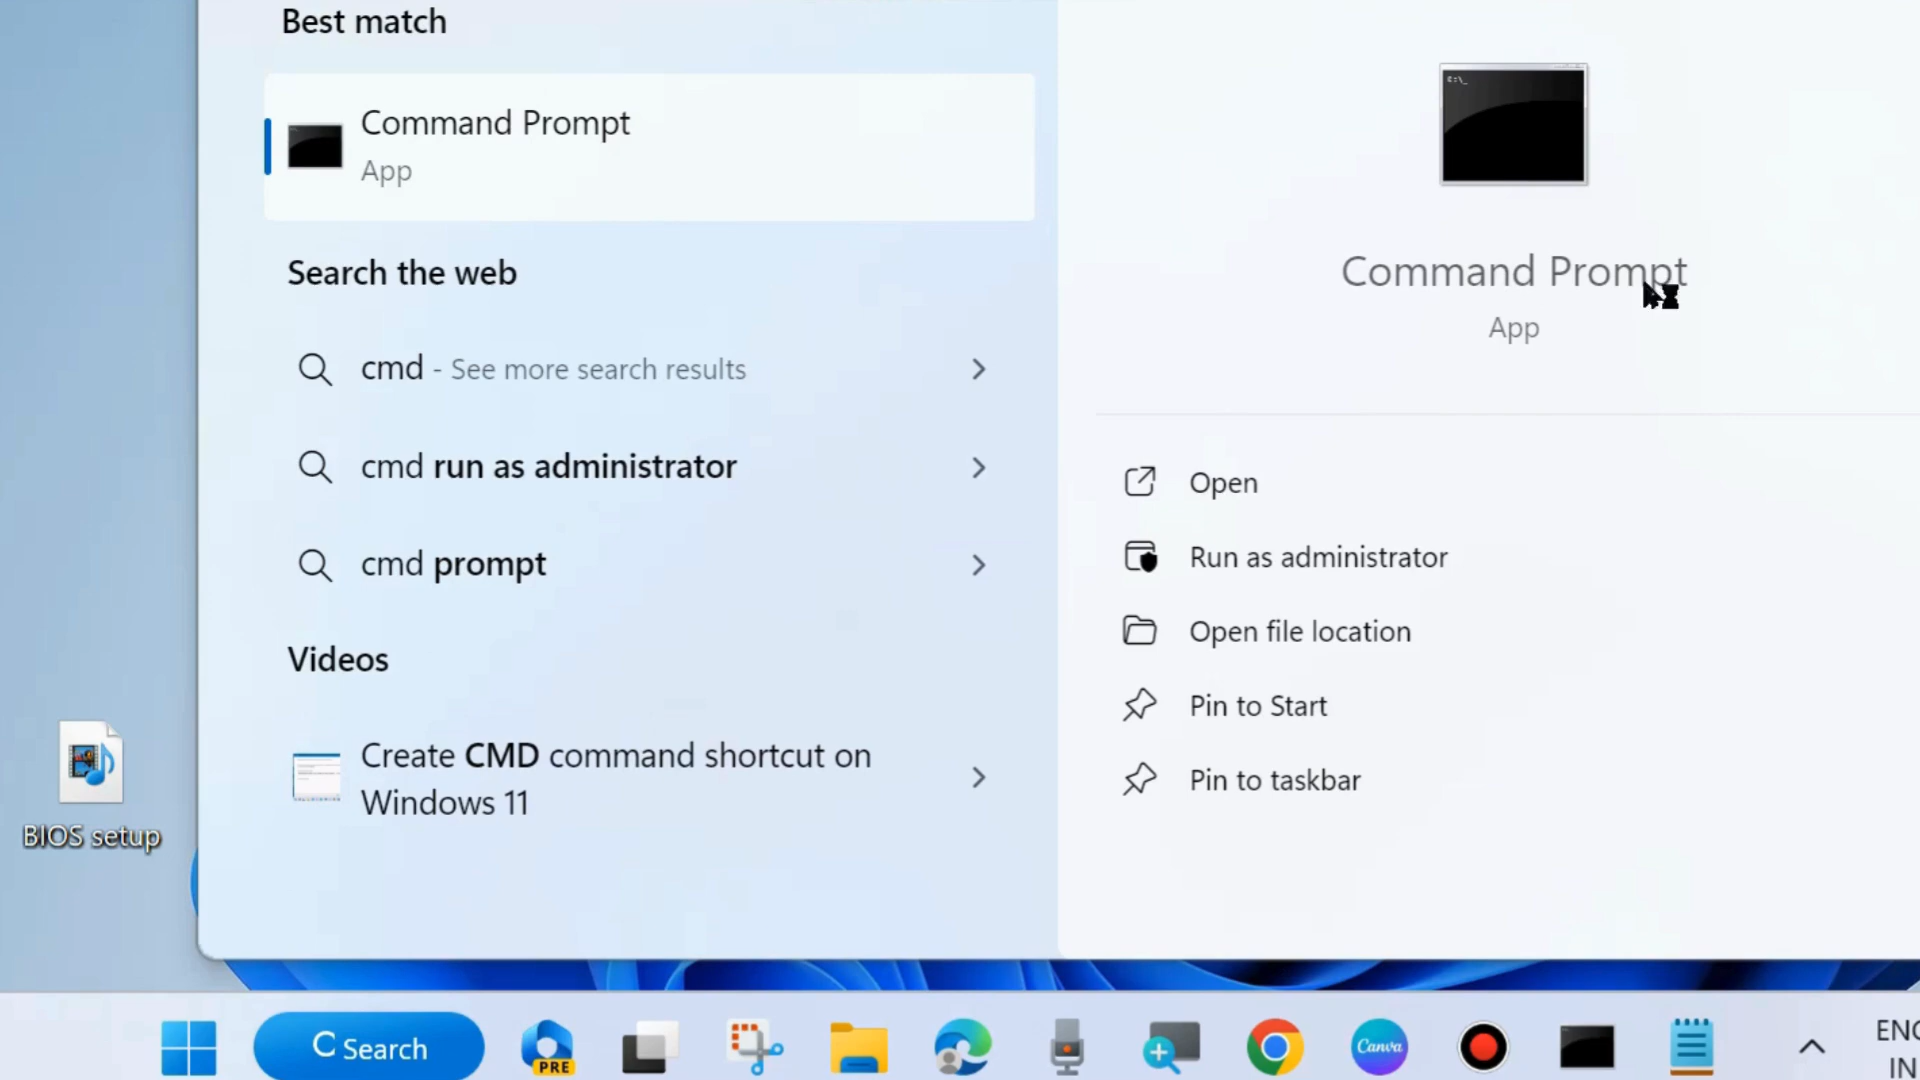 Best match
Command Prompt
App
Search the web
cmd - See more search results
cmd run as administrator
cmd prompt
Videos
Create CMD command shortcut on
Windows 11
C:\_
Command Prompt
App
Open
Run as administrator
Open file location
Pin to Start
Pin to taskbar
BIOS setup
Search
PRE
Canva
ENG
IN